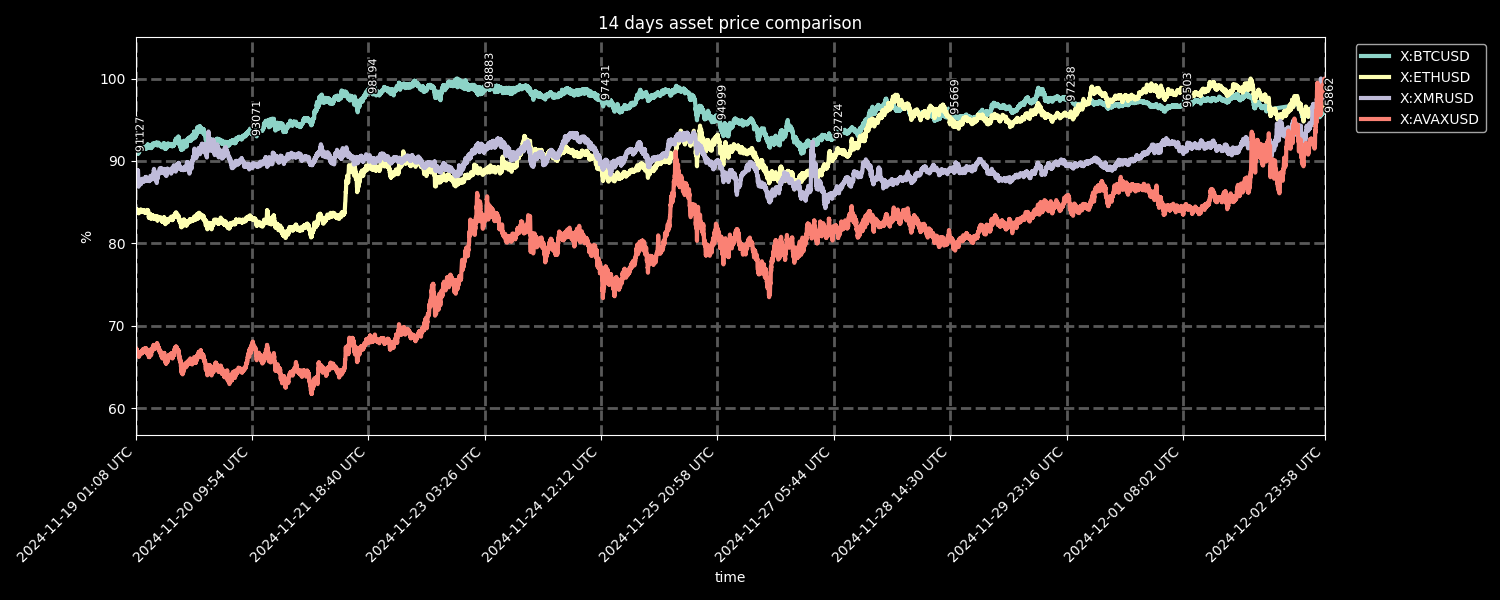 14 days asset price comparison
X:BTCUSD
X:ETHUSD
X:XMRUSD
X:AVAXUSD
100
90
80
70
60
%
91127
93071
98194
98883
97431
94999
92724
95669
97238
96503
95862
2024-11-19 01:08 UTC
2024-11-20 09:54 UTC
2024-11-21 18:40 UTC
2024-11-23 03:26 UTC
2024-11-24 12:12 UTC
2024-11-25 20:58 UTC
2024-11-27 05:44 UTC
2024-11-28 14:30 UTC
2024-11-29 23:16 UTC
2024-12-01 08:02 UTC
2024-12-02 23:58 UTC
time